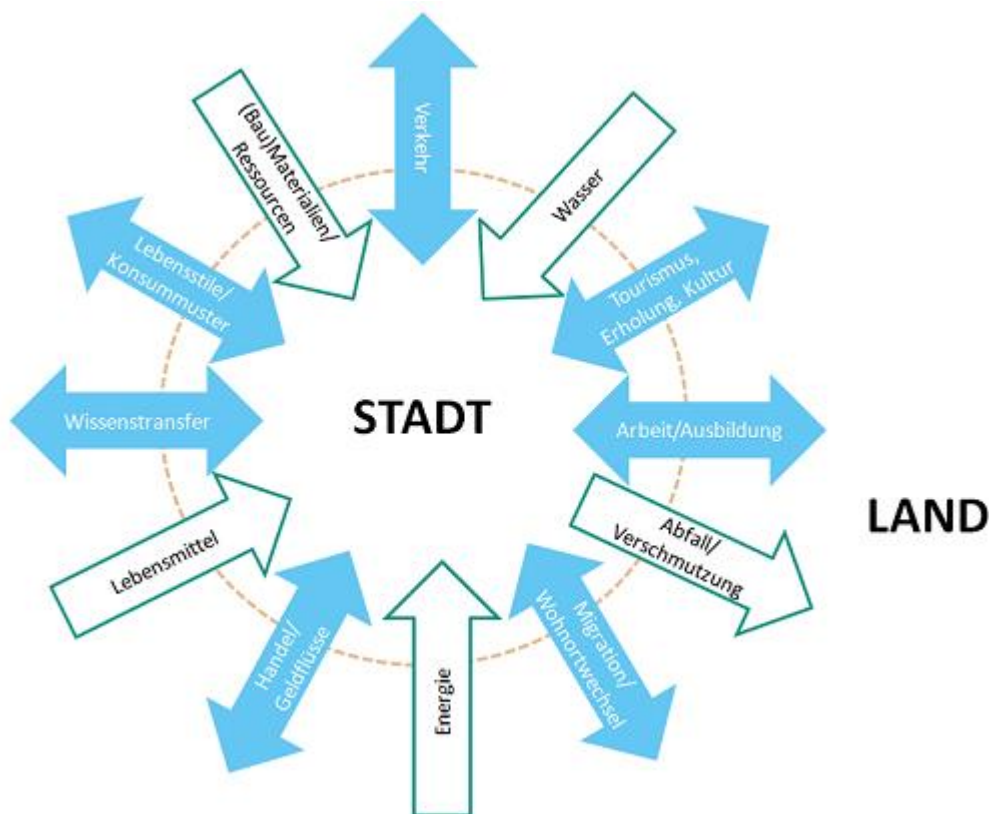 Verkehr
(Bau)Materialien/
Ressourcen
Wasser
Lebensstile/
Konsummuster
Tourismus,
Erholung, Kultur
Wissenstransfer
STADT
Arbeit/Ausbildung
LAND
Lebensmittel
Abfall/
Verschmutzung
Handel/
Geldflüsse
Energie
Migration/
Wohnortwechsel